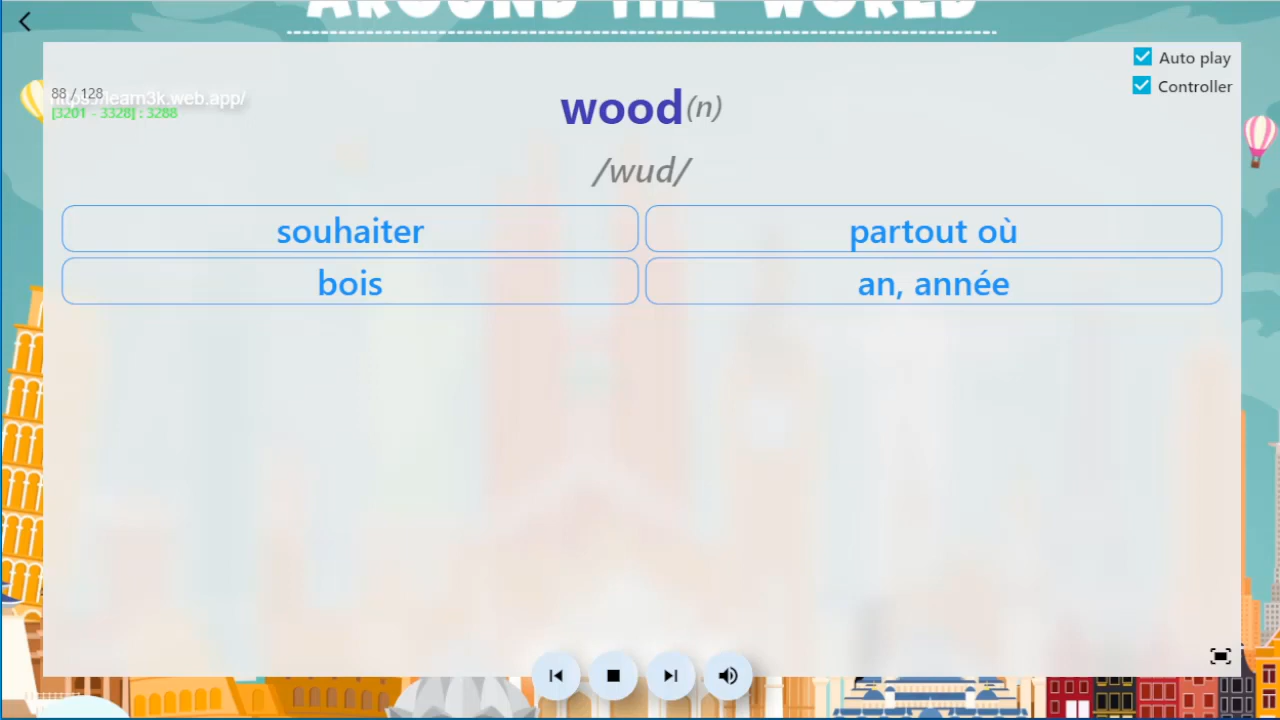 AROUND THE WORLD
Auto play
Controller
88 / 128
https://learn3k.web.app/
[3201 - 3328] : 3288
wood(n)
/wud/
souhaiter
partout où
bois
an, année